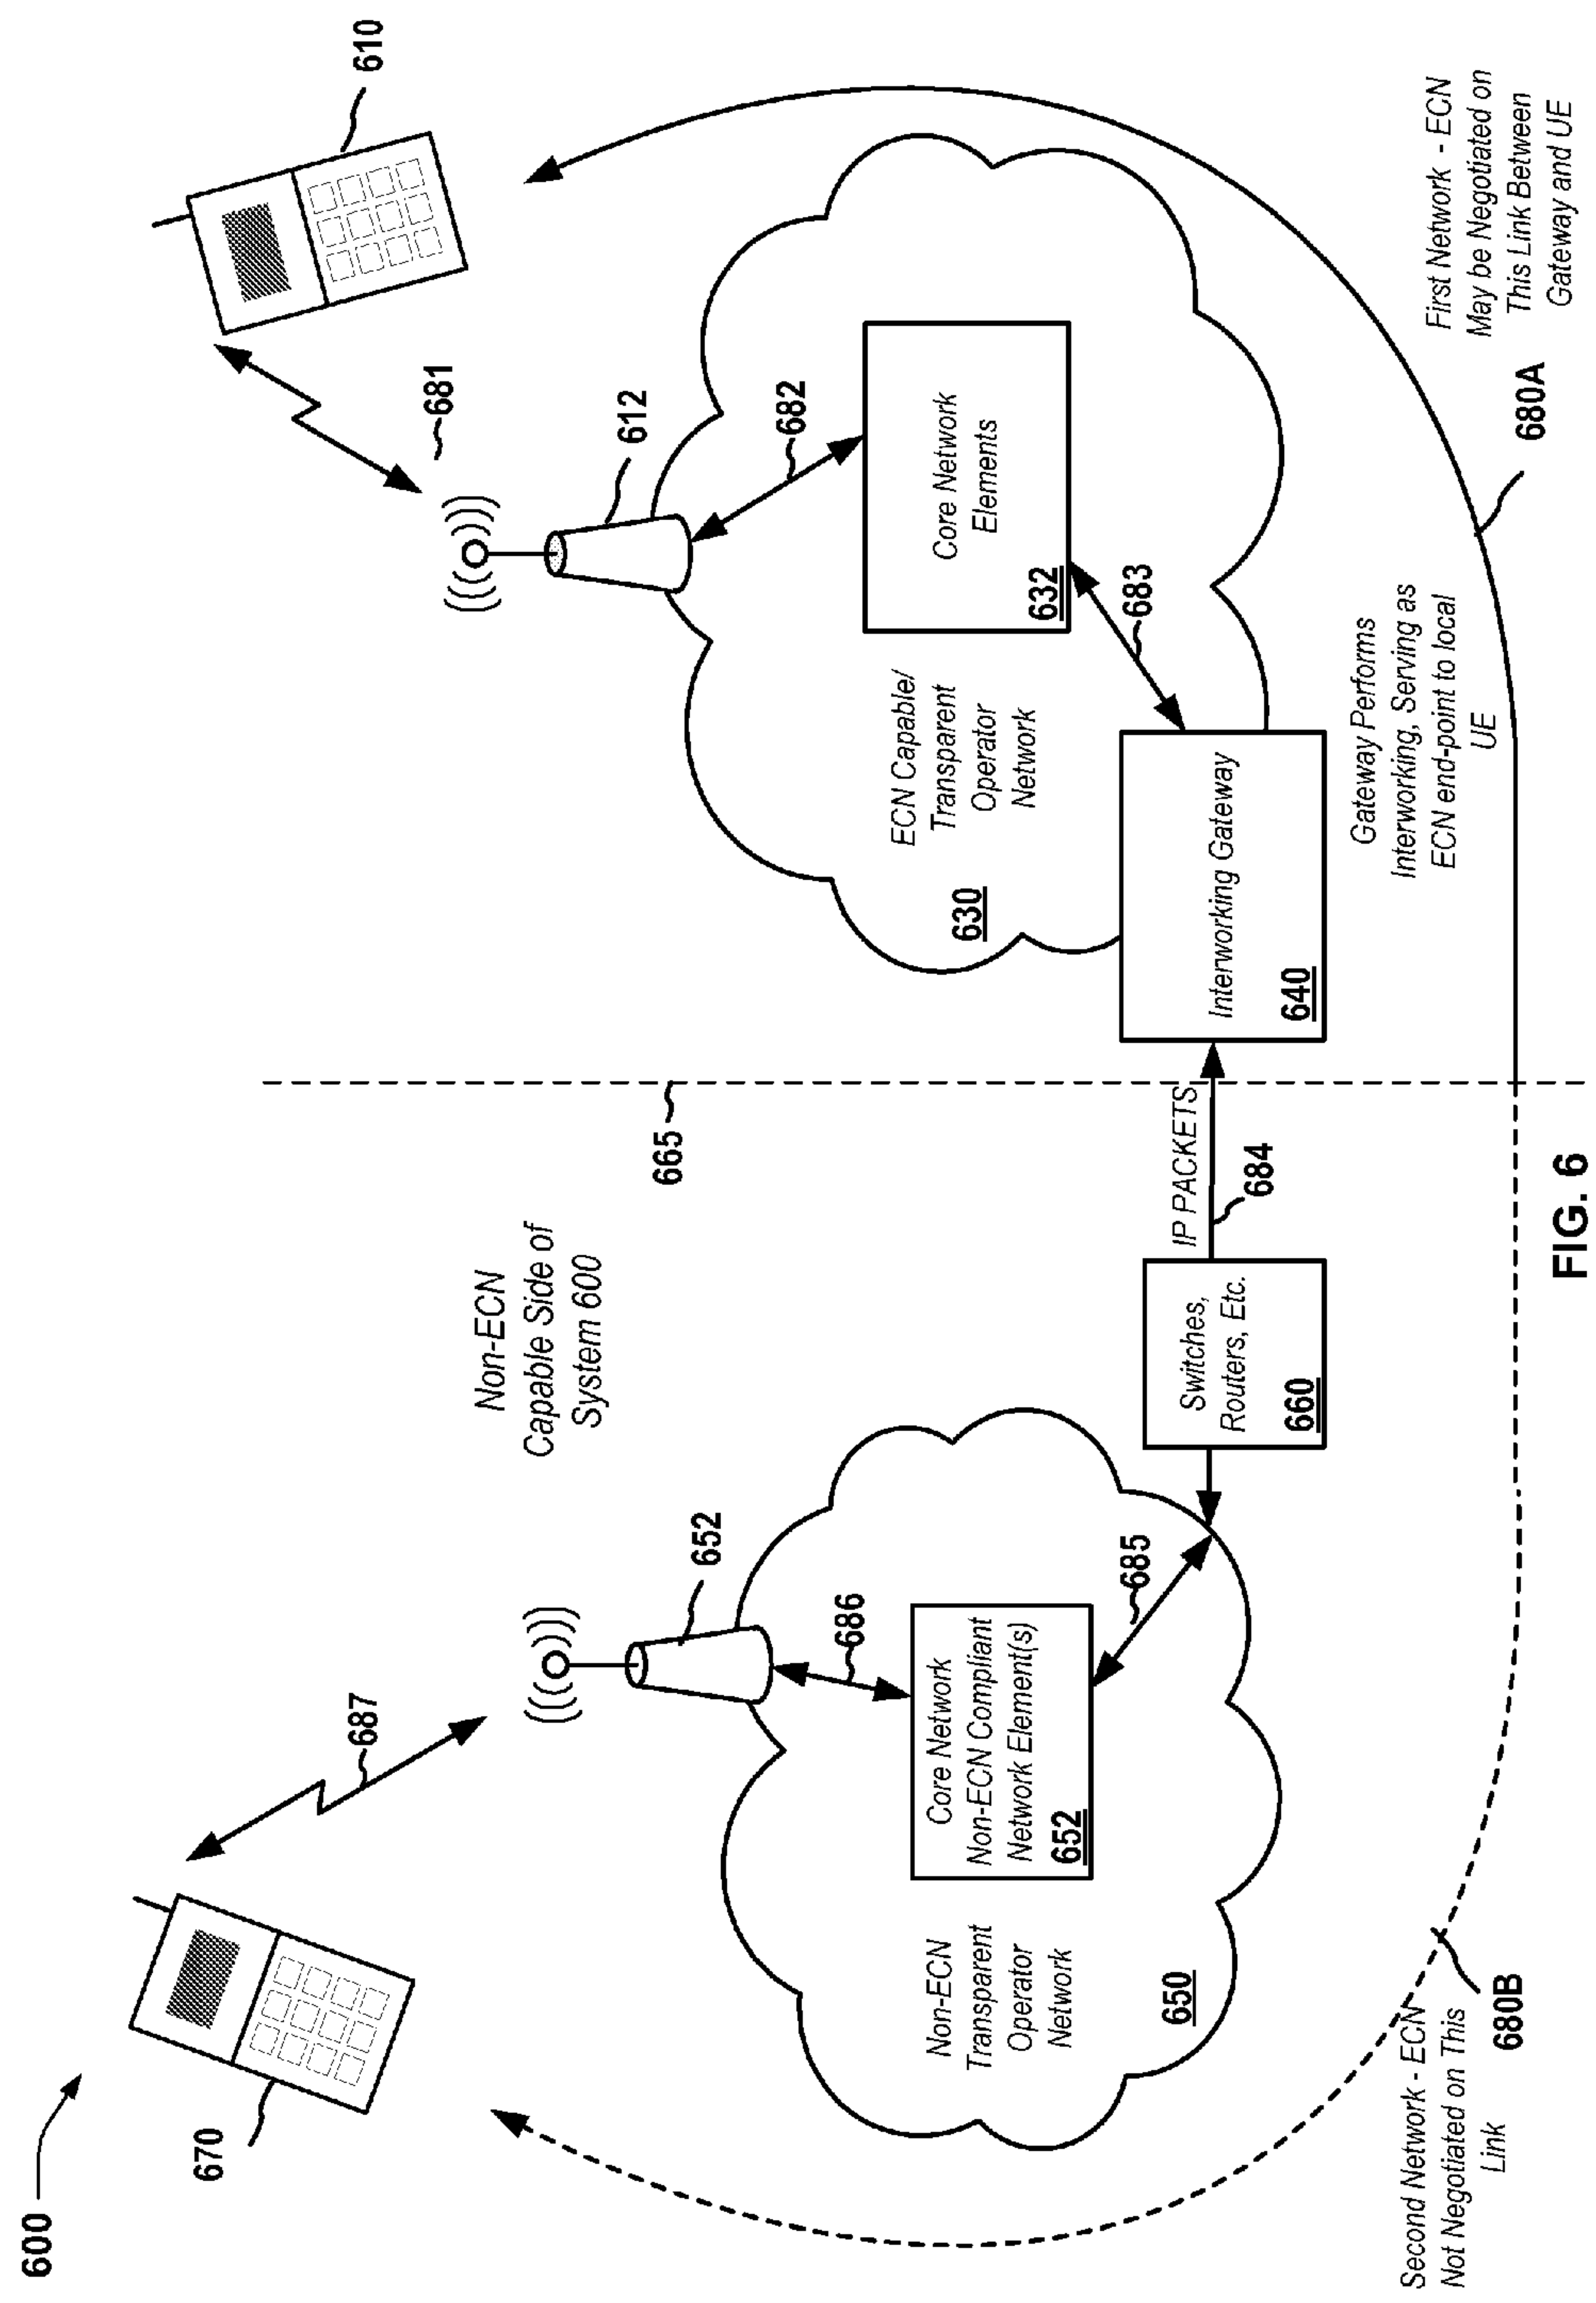 600
670
687
652
686
Core Network
Non-ECN Compliant
Network Element(s)
652
685
Non-ECN
Transparent
Operator
Network
650
Second Network - ECN
Not Negotiated on This
Link
680B
Non-ECN
Capable Side of
System 600
665
Switches,
Routers, Etc.
660
IP PACKETS
684
610
681
612
682
Core Network
Elements
632
683
ECN Capable/
Transparent
Operator
Network
630
Interworking Gateway
640
Gateway Performs
Interworking, Serving as
ECN end-point to local
UE
680A
First Network - ECN
May be Negotiated on
This Link Between
Gateway and UE
FIG. 6